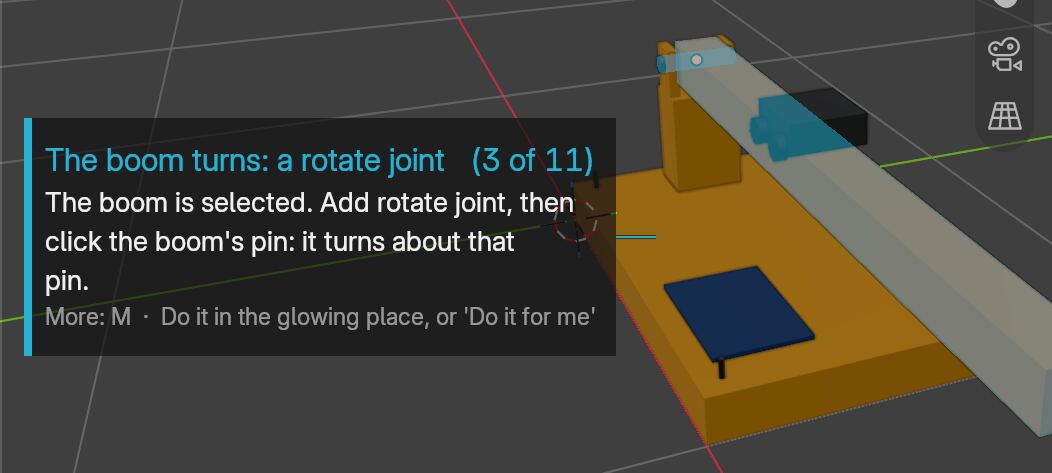 The boom turns: a rotate joint (3 of 11)
The boom is selected. Add rotate joint, then
click the boom's pin: it turns about that
pin.
More: M · Do it in the glowing place, or 'Do it for me'